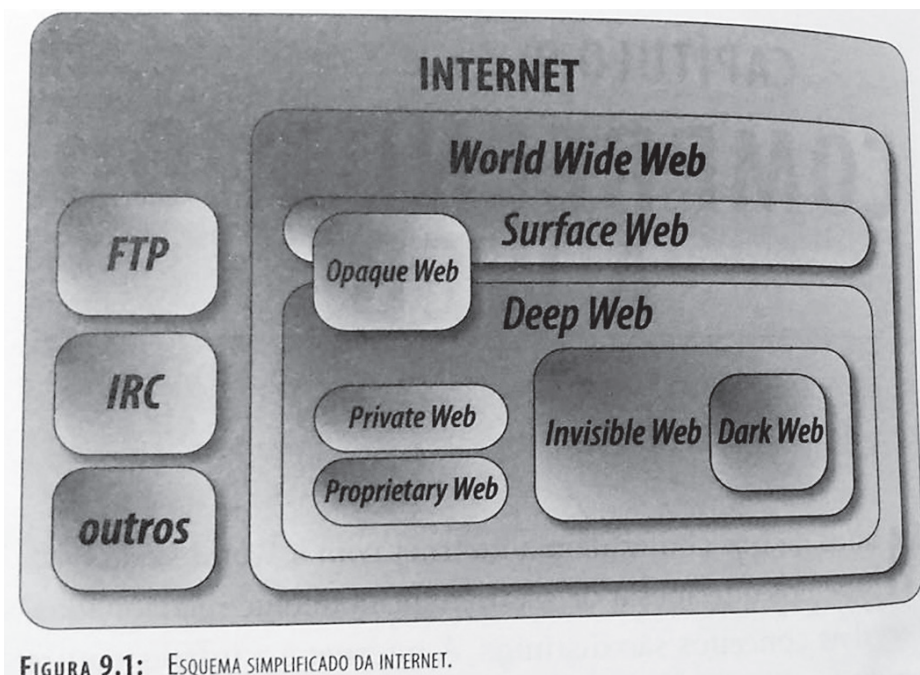 INTERNET
World Wide Web
Surface Web
Opaque Web
Deep Web
FTP
IRC
outros
Private Web
Proprietary Web
Invisible Web
Dark Web
FIGURA 9.1: ESQUEMA SIMPLIFICADO DA INTERNET.